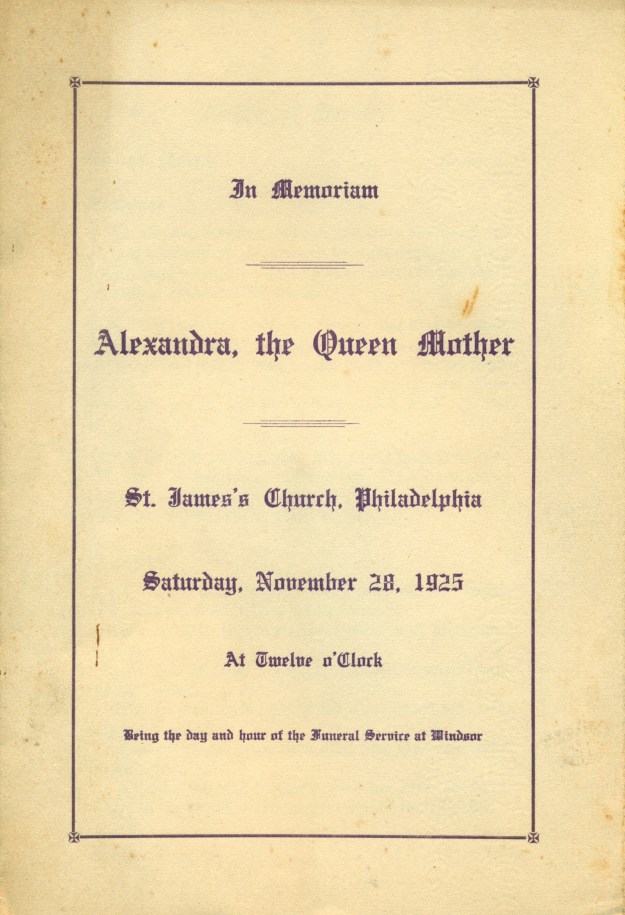 In Memoriam
Alexandra, the Queen Mother
St. James's Church, Philadelphia
Saturday, November 28, 1925
At Twelve o'Clock
Being the day and hour of the Funeral Service at Windsor